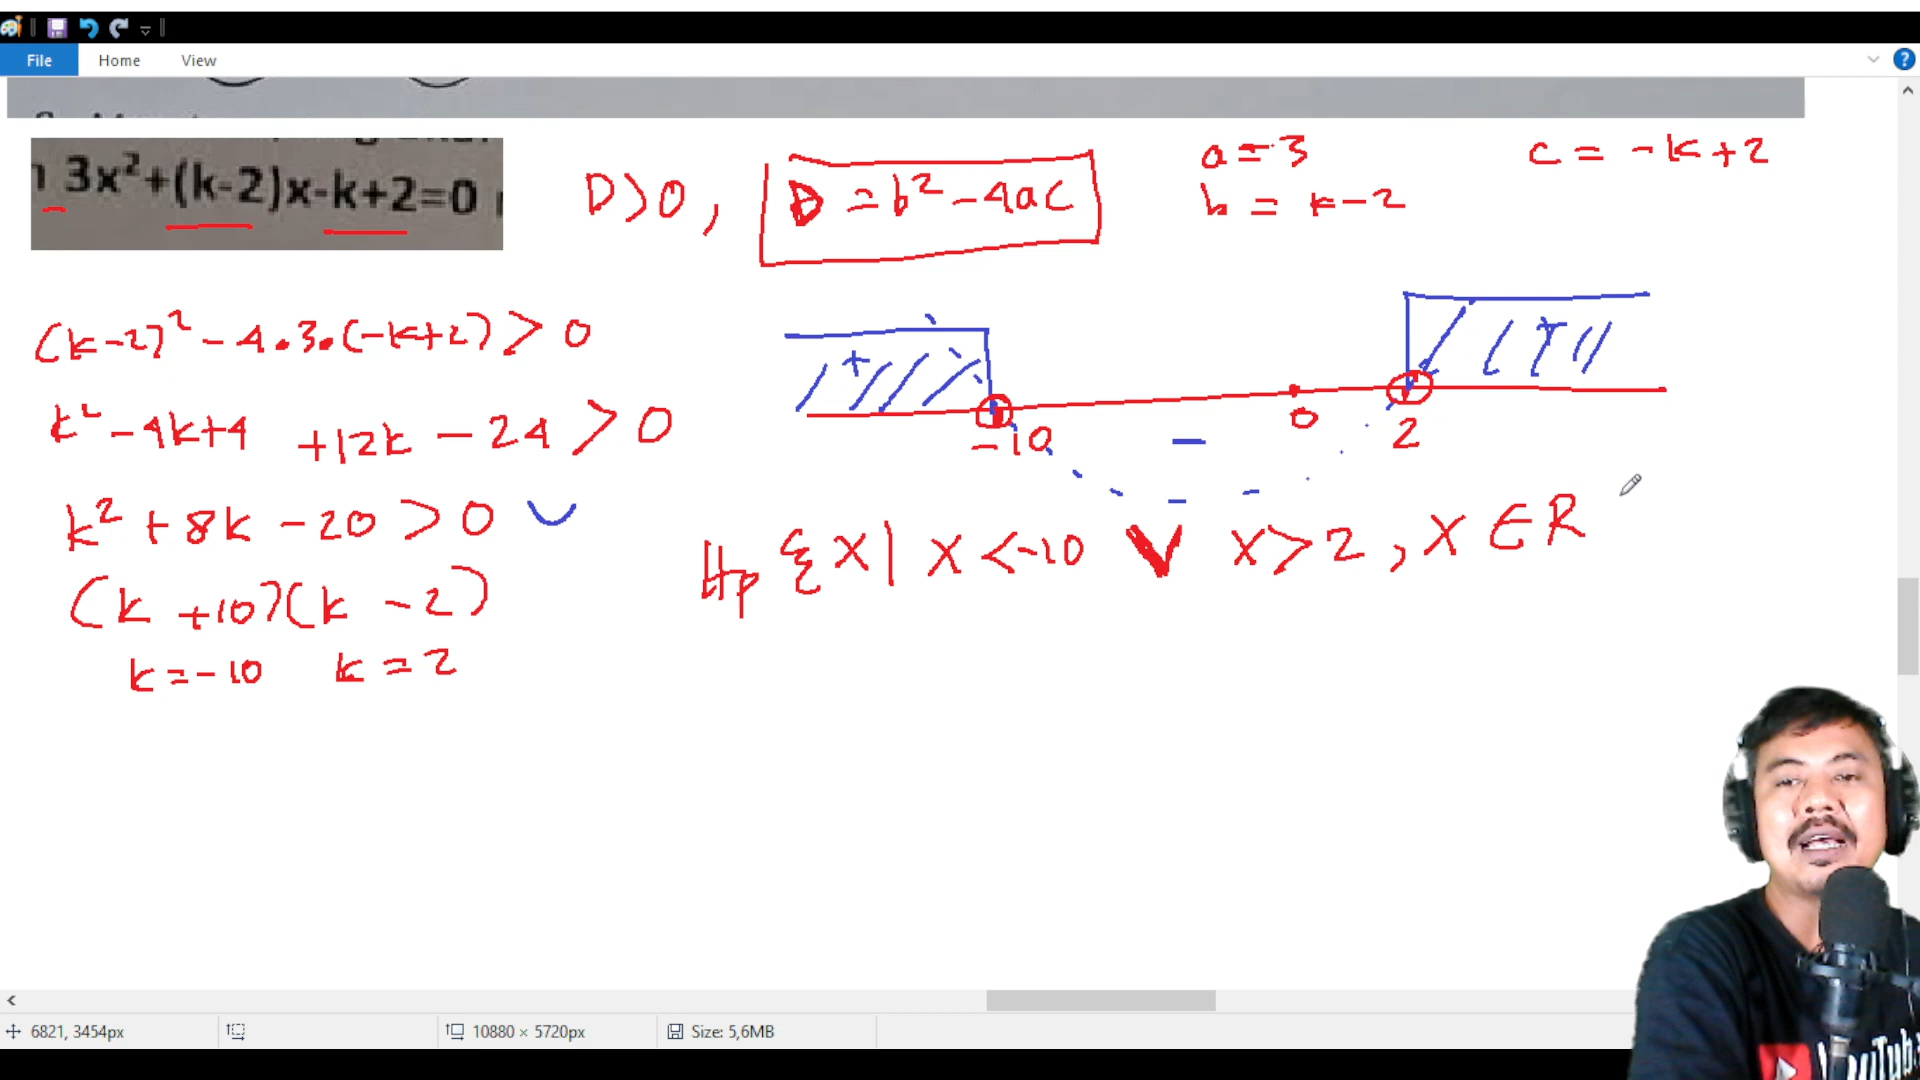 File Home View
3x²+(k-2)x-k+2=0
D>0, D = b² - 4ac
a = 3
b = k-2
c = -k+2
(k-2)² - 4.3.(-k+2) > 0
k² - 4k+4 +12k - 24 > 0
k² + 8k - 20 > 0
(k +10)(k - 2)
k = -10 k = 2
+ +
-10 - 0 2
Hp {x| x < -10 V x > 2, x ∈ R
6821, 3454px 10880 × 5720px Size: 5,6MB